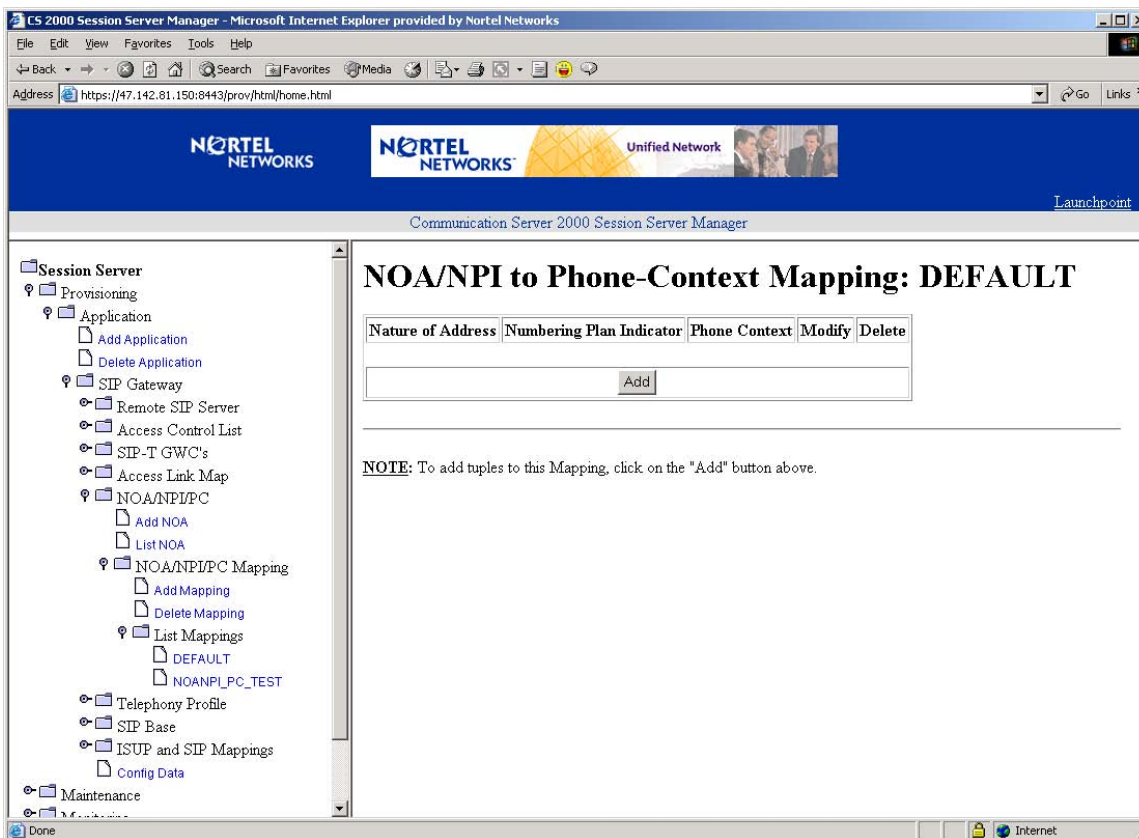 CS 2000 Session Server Manager - Microsoft Internet Explorer provided by Nortel Networks
File Edit View Favorites Tools Help
Back Search Favorites Media
Address https://47.142.81.150:8443/prov/html/home.html Go Links
NORTEL NETWORKS
NORTEL NETWORKS™ Unified Network
Launchpoint
Communication Server 2000 Session Server Manager
Session Server
Provisioning
Application
Add Application
Delete Application
SIP Gateway
Remote SIP Server
Access Control List
SIP-T GWC's
Access Link Map
NOA/NPI/PC
Add NOA
List NOA
NOA/NPI/PC Mapping
Add Mapping
Delete Mapping
List Mappings
DEFAULT
NOANPI_PC_TEST
Telephony Profile
SIP Base
ISUP and SIP Mappings
Config Data
Maintenance
NOA/NPI to Phone-Context Mapping: DEFAULT
Nature of Address Numbering Plan Indicator Phone Context Modify Delete
Add
NOTE: To add tuples to this Mapping, click on the "Add" button above.
Done Internet